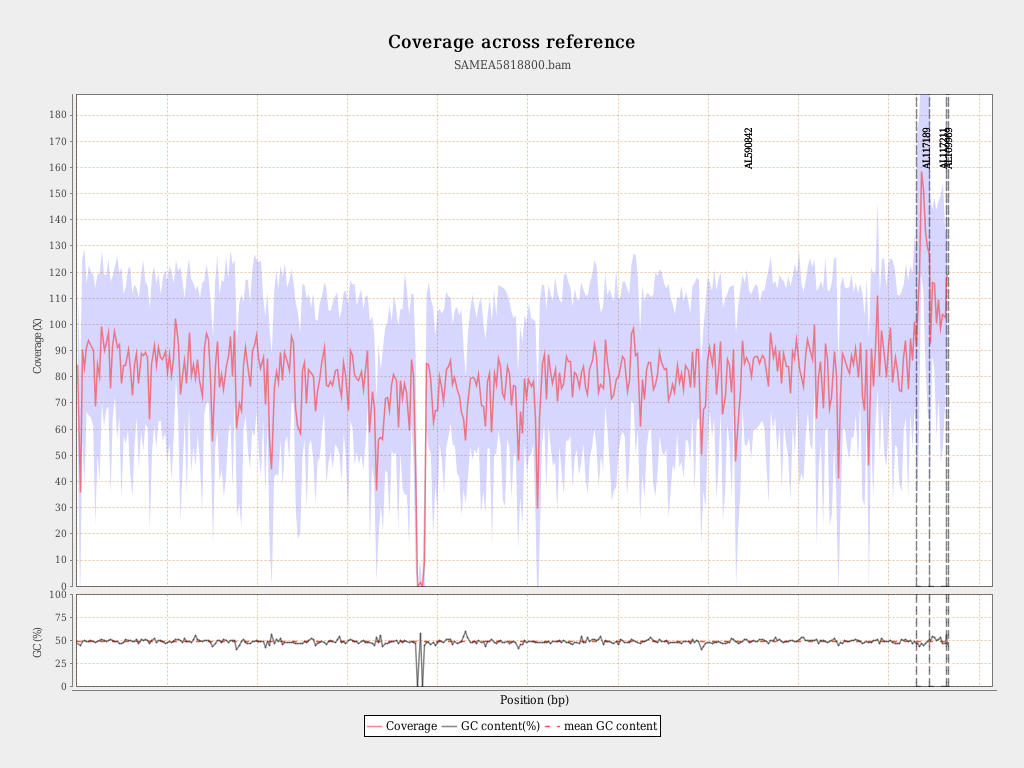 Coverage across reference
SAMEA5818800.bam
Coverage (X)
180
170
160
150
140
130
120
110
100
90
80
70
60
50
40
30
20
10
0
AL590842
AL117189
AL117211
GC (%)
100
75
50
25
0
Position (bp)
Coverage GC content(%) mean GC content